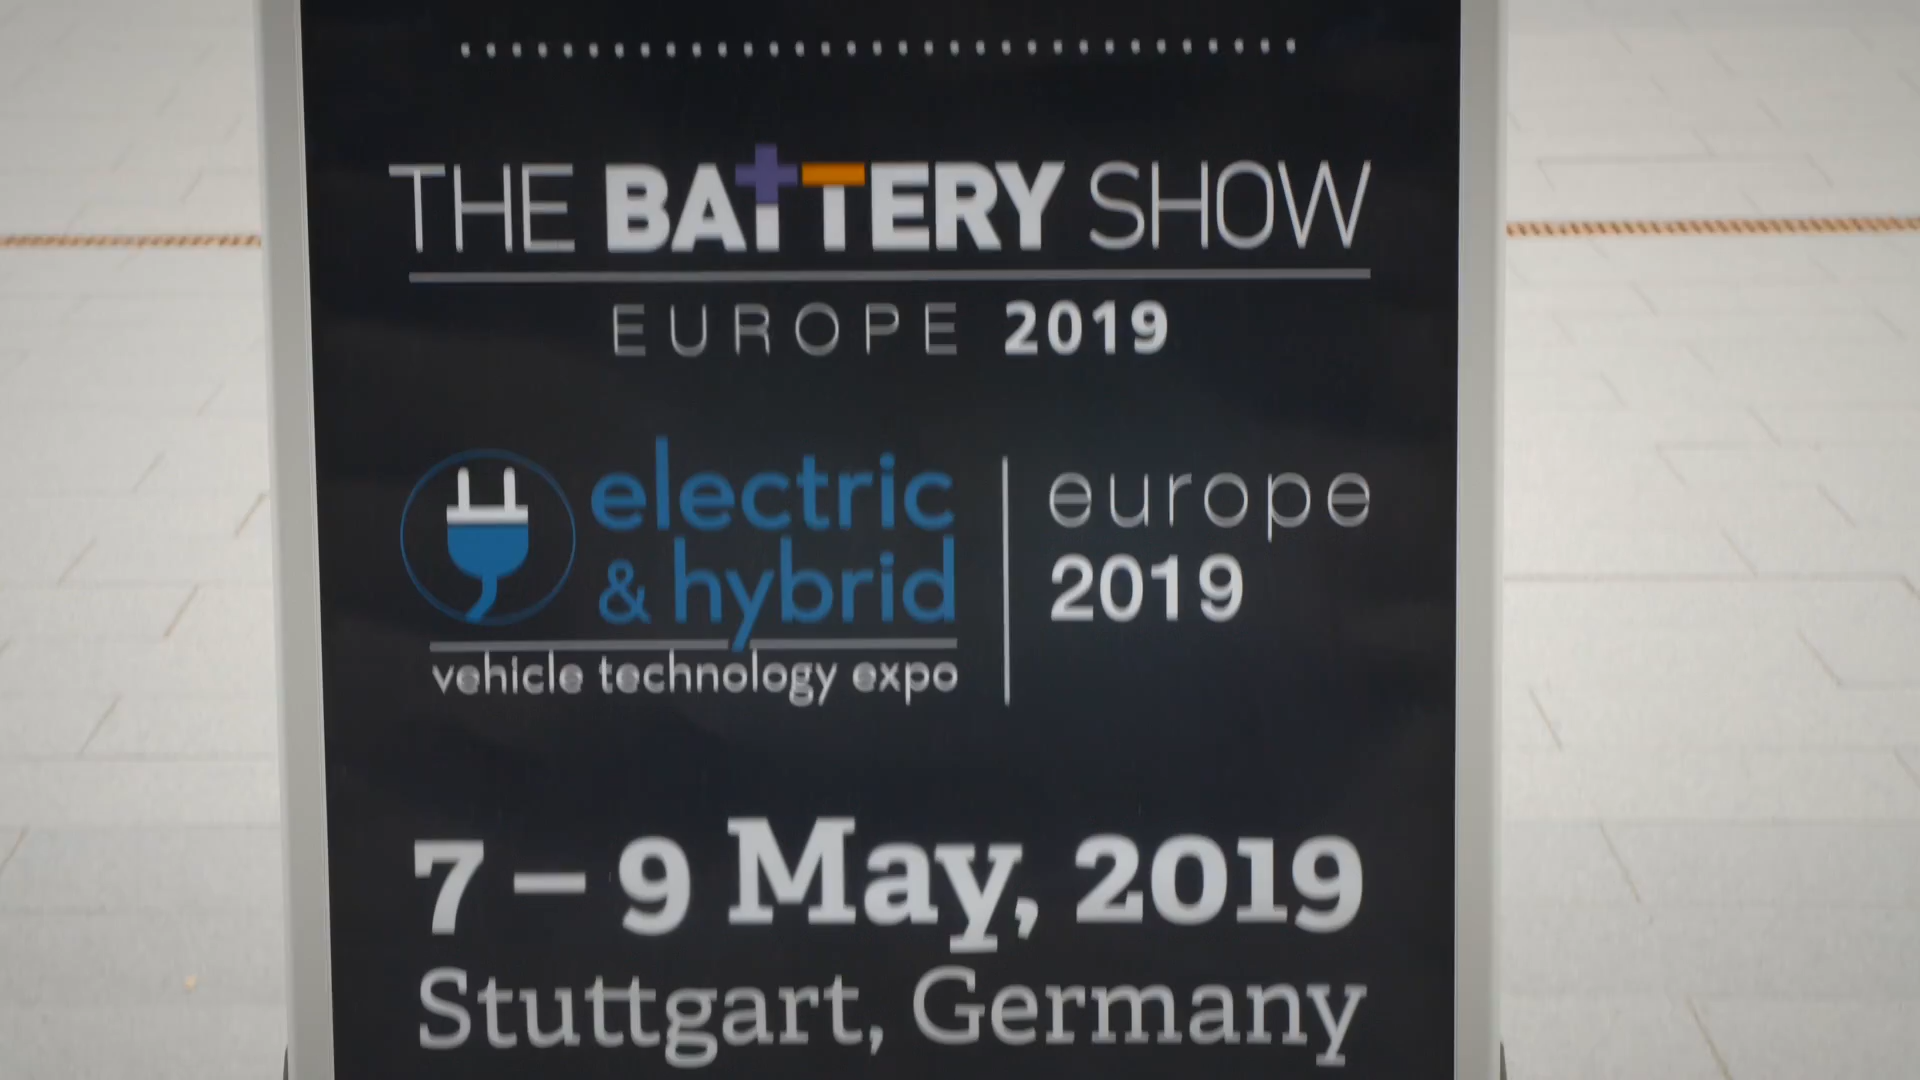 THE BATTERY SHOW
EUROPE 2019
electric
& hybrid
vehicle technology expo
europe
2019
7 – 9 May, 2019
Stuttgart, Germany